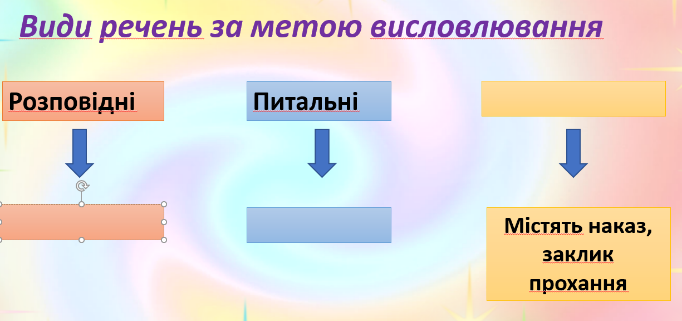 Види речень за метою висловлювання
Розповідні
Питальні
Містять наказ,
заклик
прохання